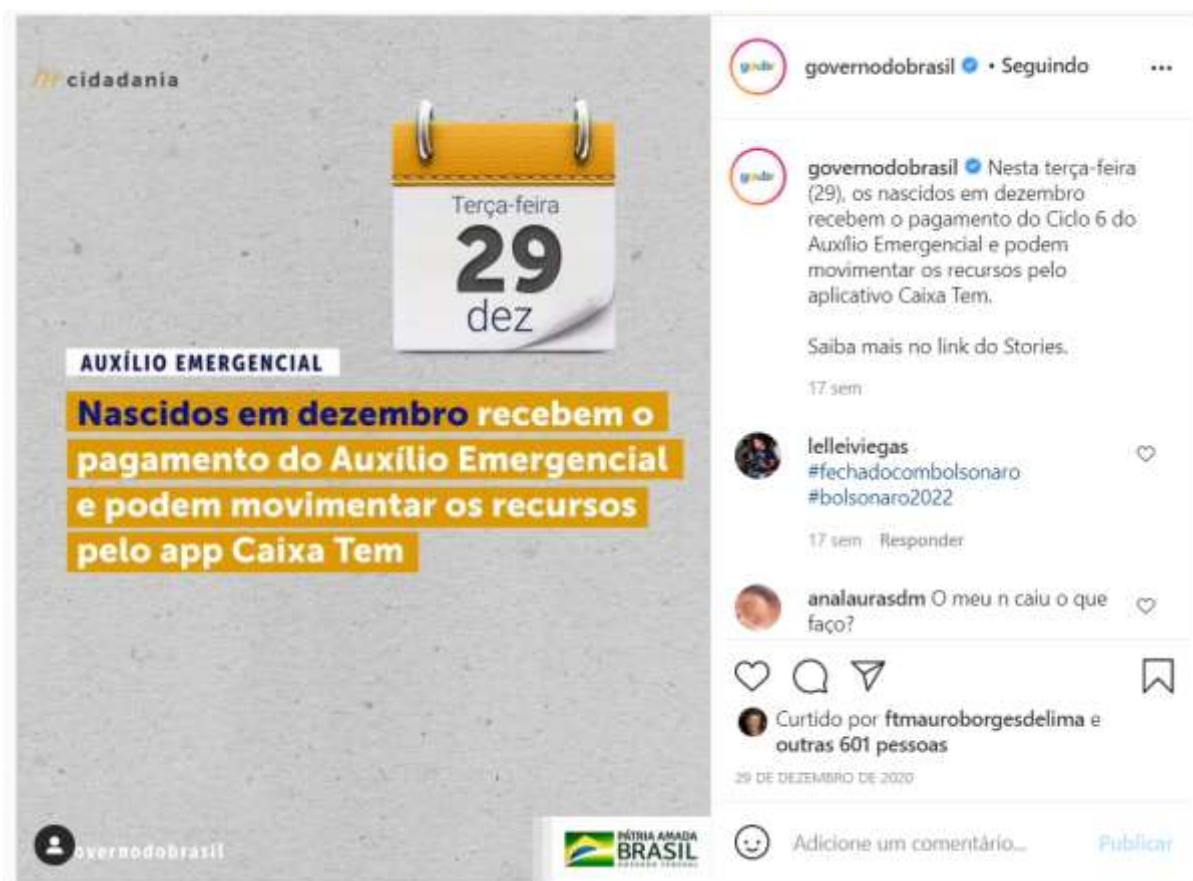 cidadania
Terça-feira
29
dez
AUXÍLIO EMERGENCIAL
Nascidos em dezembro recebem o
pagamento do Auxílio Emergencial
e podem movimentar os recursos
pelo app Caixa Tem
overnodobrasil
PÁTRIA AMADA
BRASIL
GOVERNO FEDERAL
governodobrasil • Seguindo
governodobrasil Nesta terça-feira
(29), os nascidos em dezembro
recebem o pagamento do Ciclo 6 do
Auxílio Emergencial e podem
movimentar os recursos pelo
aplicativo Caixa Tem.
Saiba mais no link do Stories.
17 sem
lelleiviegas
#fechadocombolsonaro
#bolsonaro2022
17 sem Responder
analaurasdm O meu n caiu o que
faço?
Curtido por ftmauroborgesdelima e
outras 601 pessoas
29 DE DEZEMBRO DE 2020
Adicione um comentário... Publicar